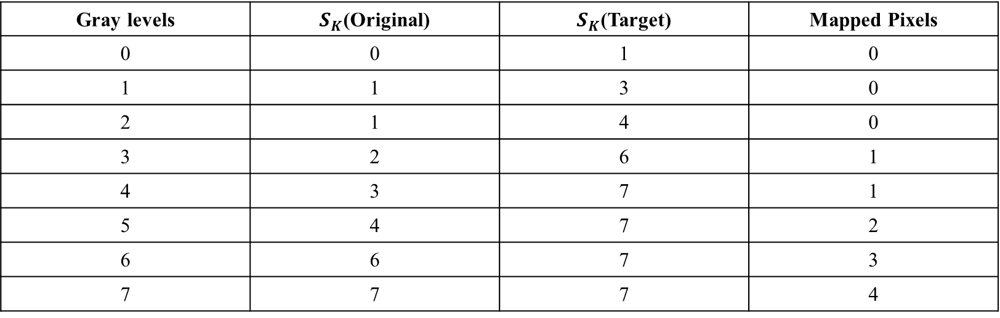 Gray levels S_K(Original) S_K(Target) Mapped Pixels
0 0 1 0
1 1 3 0
2 1 4 0
3 2 6 1
4 3 7 1
5 4 7 2
6 6 7 3
7 7 7 4